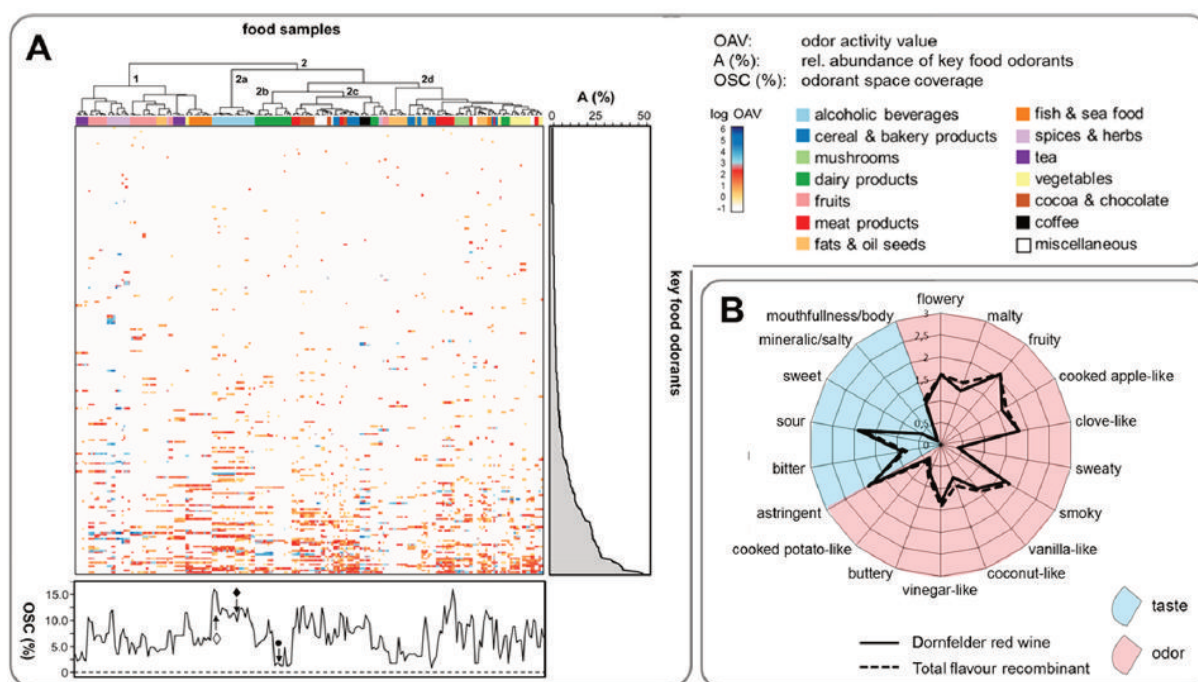 A
food samples
1
2
2a
2b
2c
2d
A (%)
0 25 50
key food odorants
OSC (%)
15.0
10.0
5.0
0
OAV: odor activity value
A (%): rel. abundance of key food odorants
OSC (%): odorant space coverage
log OAV
6
5
4
3
2
1
0
-1
alcoholic beverages
cereal & bakery products
mushrooms
dairy products
fruits
meat products
fats & oil seeds
fish & sea food
spices & herbs
tea
vegetables
cocoa & chocolate
coffee
miscellaneous
B
flowery
malty
fruity
cooked apple-like
clove-like
sweaty
smoky
vanilla-like
coconut-like
vinegar-like
buttery
cooked potato-like
astringent
bitter
sour
sweet
mineralic/salty
mouthfullness/body
3
2,5
2
1,5
1
0,5
0
taste
odor
Dornfelder red wine
Total flavour recombinant